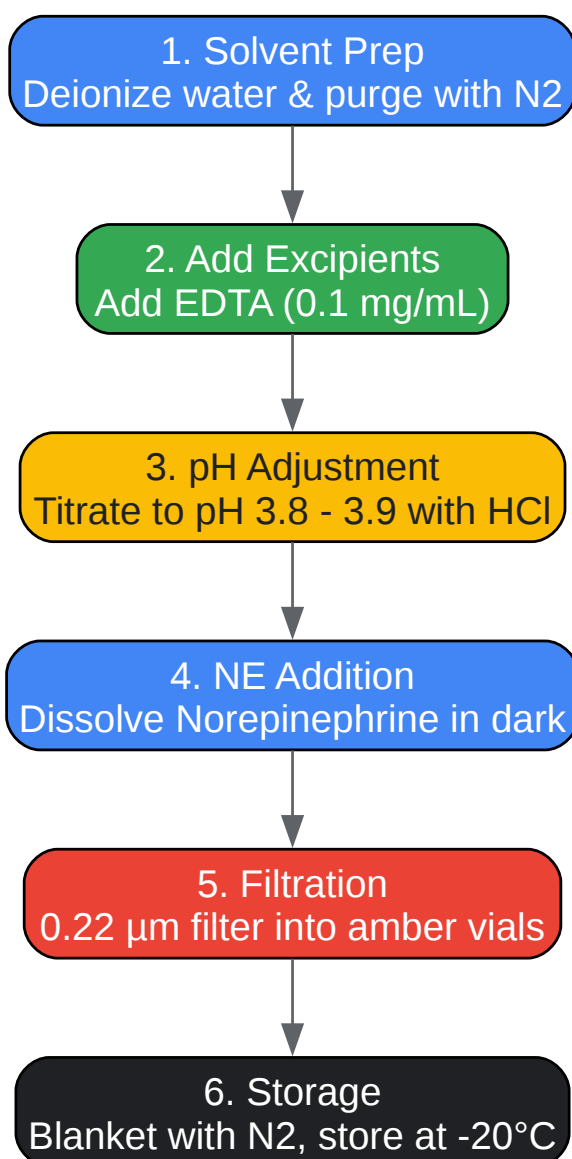 1. Solvent Prep
Deionize water & purge with N2
2. Add Excipients
Add EDTA (0.1 mg/mL)
3. pH Adjustment
Titrate to pH 3.8 - 3.9 with HCl
4. NE Addition
Dissolve Norepinephrine in dark
5. Filtration
0.22 µm filter into amber vials
6. Storage
Blanket with N2, store at -20°C